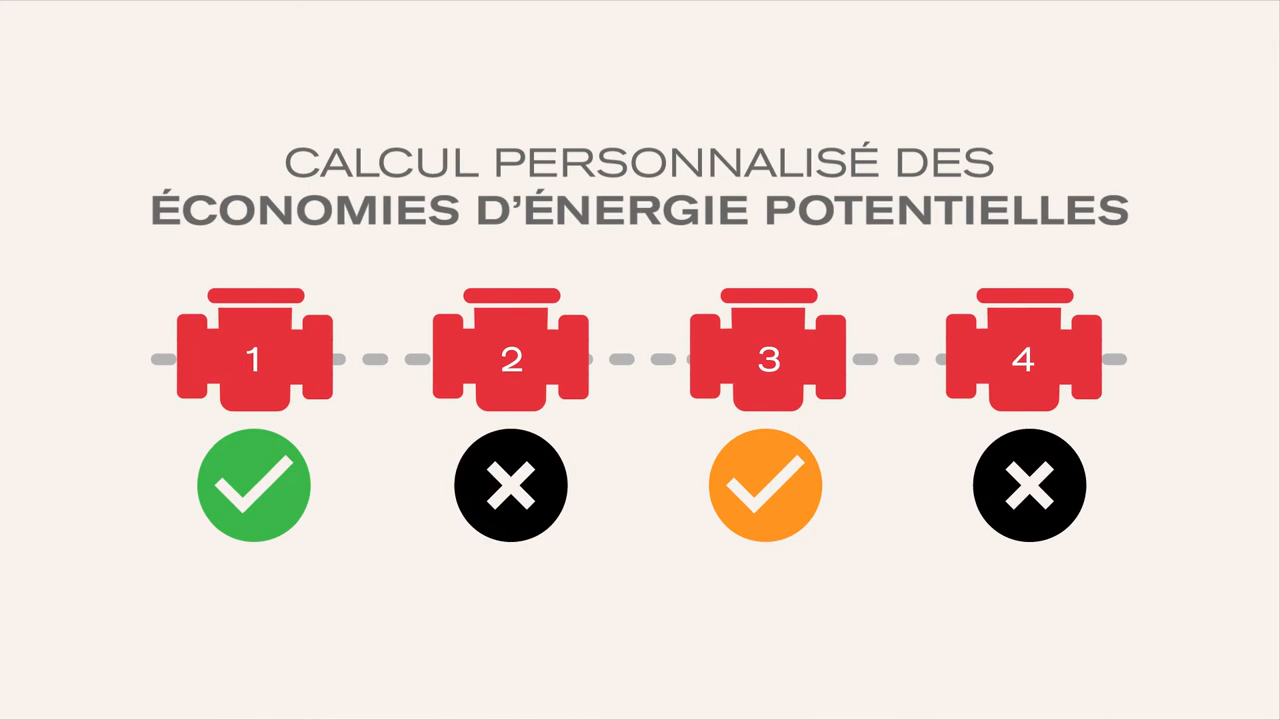 CALCUL PERSONNALISÉ DES
ÉCONOMIES D’ÉNERGIE POTENTIELLES
1 2 3 4